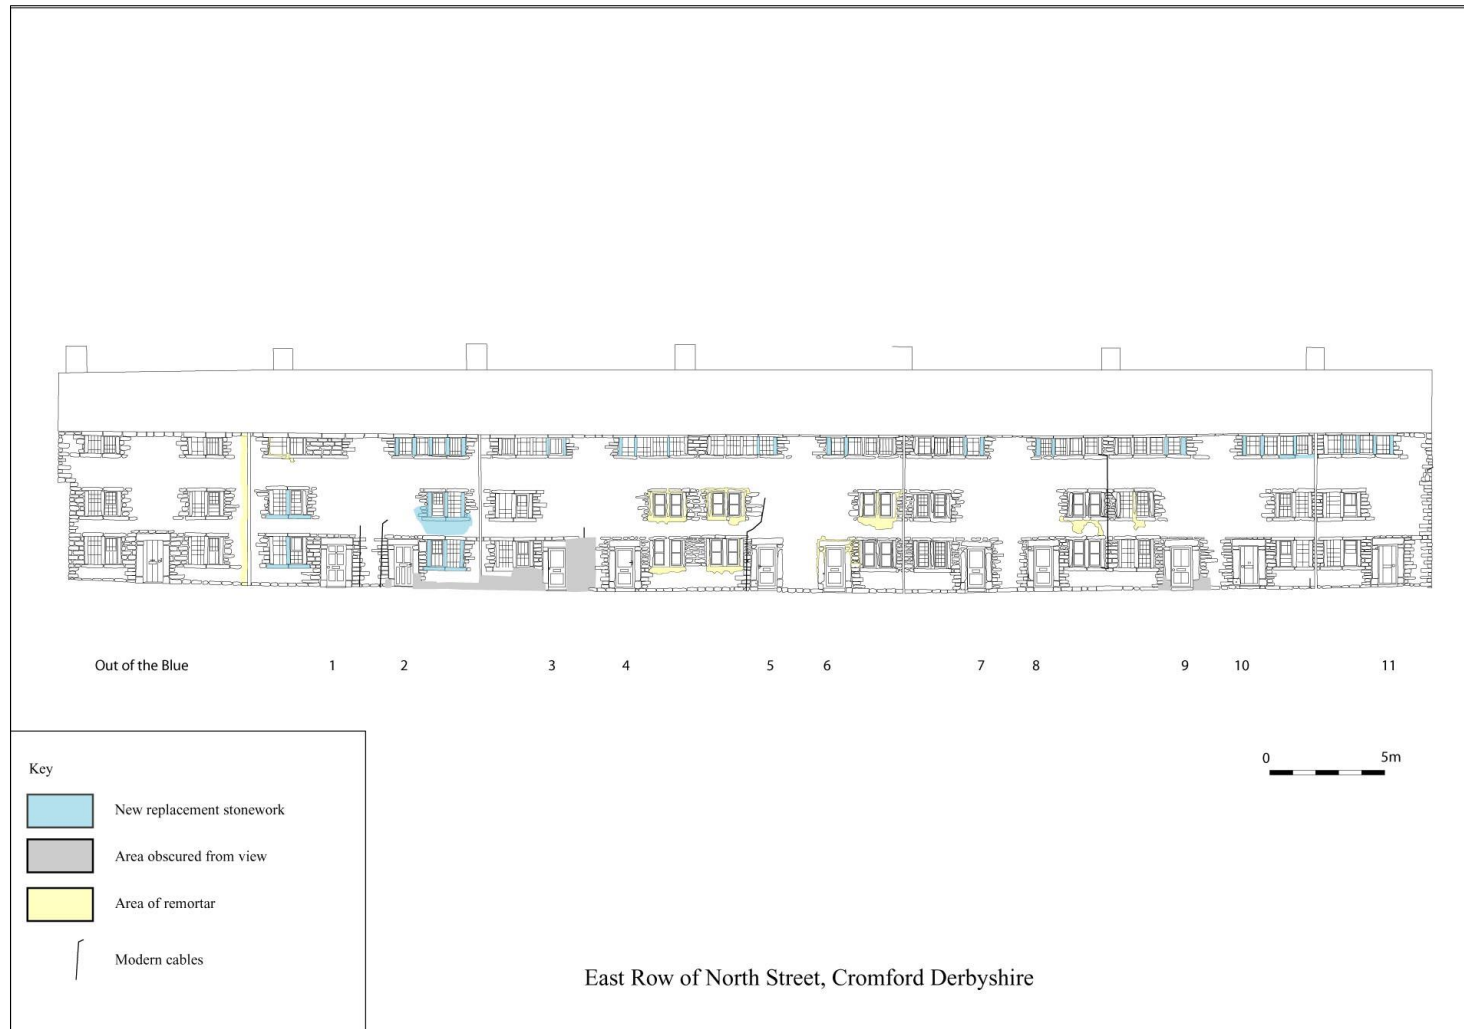 Out of the Blue 1 2 3 4 5 6 7 8 9 10 11
0 5m
Key
New replacement stonework
Area obscured from view
Area of remortar
Modern cables
East Row of North Street, Cromford Derbyshire